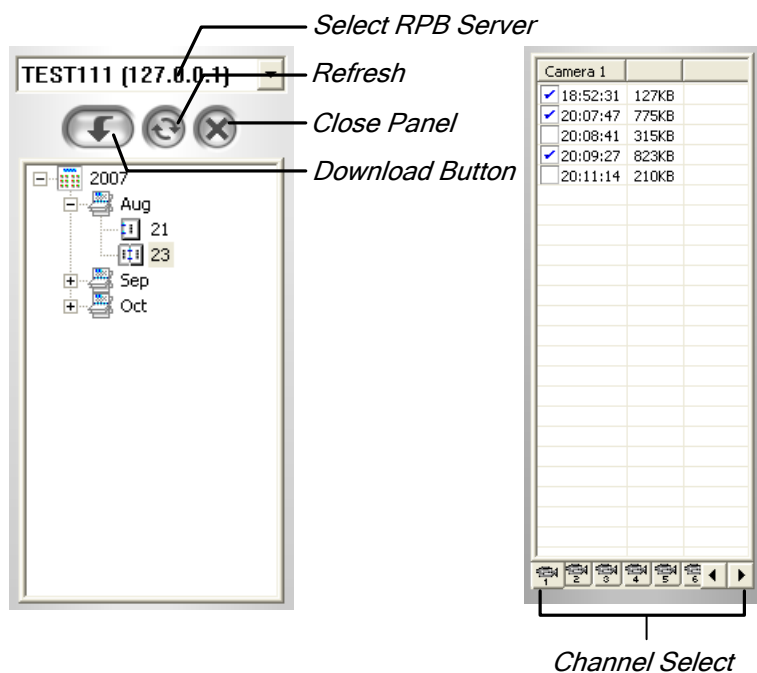 Select RPB Server
TEST111 (127.0.0.1)
Refresh
Close Panel
Download Button
2007
Aug
21
23
Sep
Oct
Camera 1
18:52:31 127KB
20:07:47 775KB
20:08:41 315KB
20:09:27 823KB
20:11:14 210KB
1 2 3 4 5 6
Channel Select